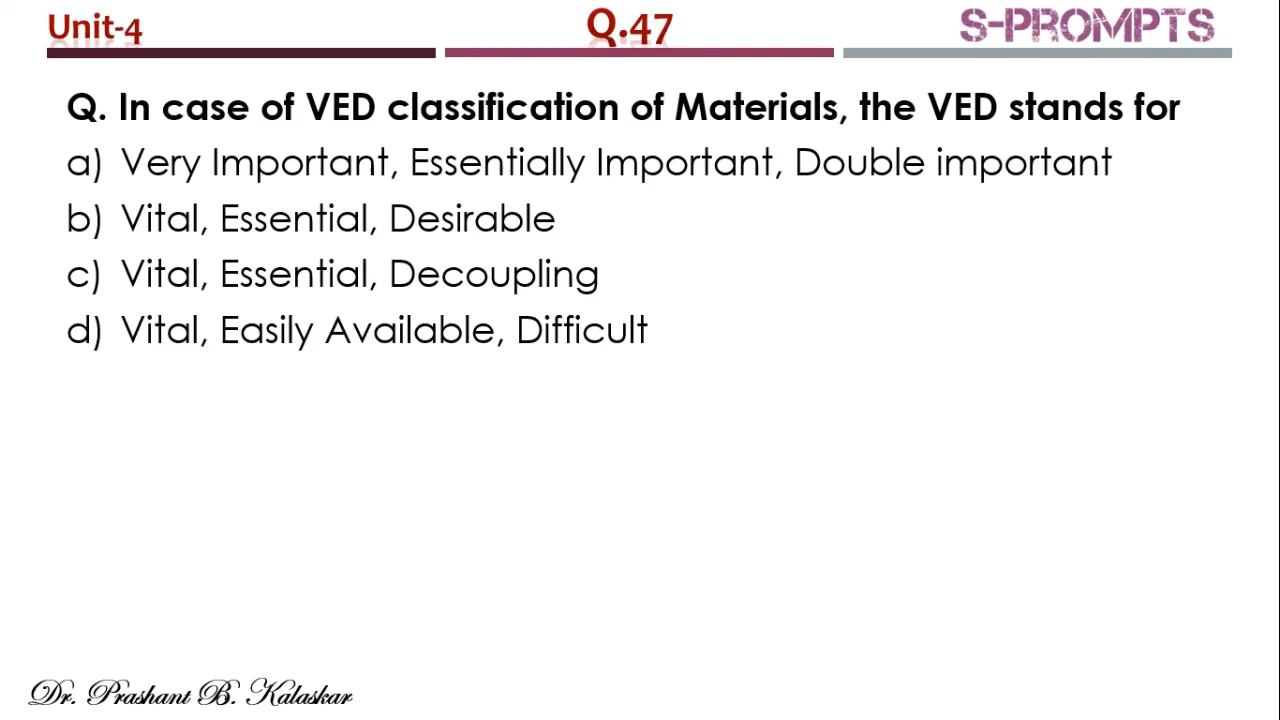 Unit-4
Q.47
S-PROMPTS
Q. In case of VED classification of Materials, the VED stands for
a) Very Important, Essentially Important, Double important
b) Vital, Essential, Desirable
c) Vital, Essential, Decoupling
d) Vital, Easily Available, Difficult
Dr. Prashant B. Kalaskar